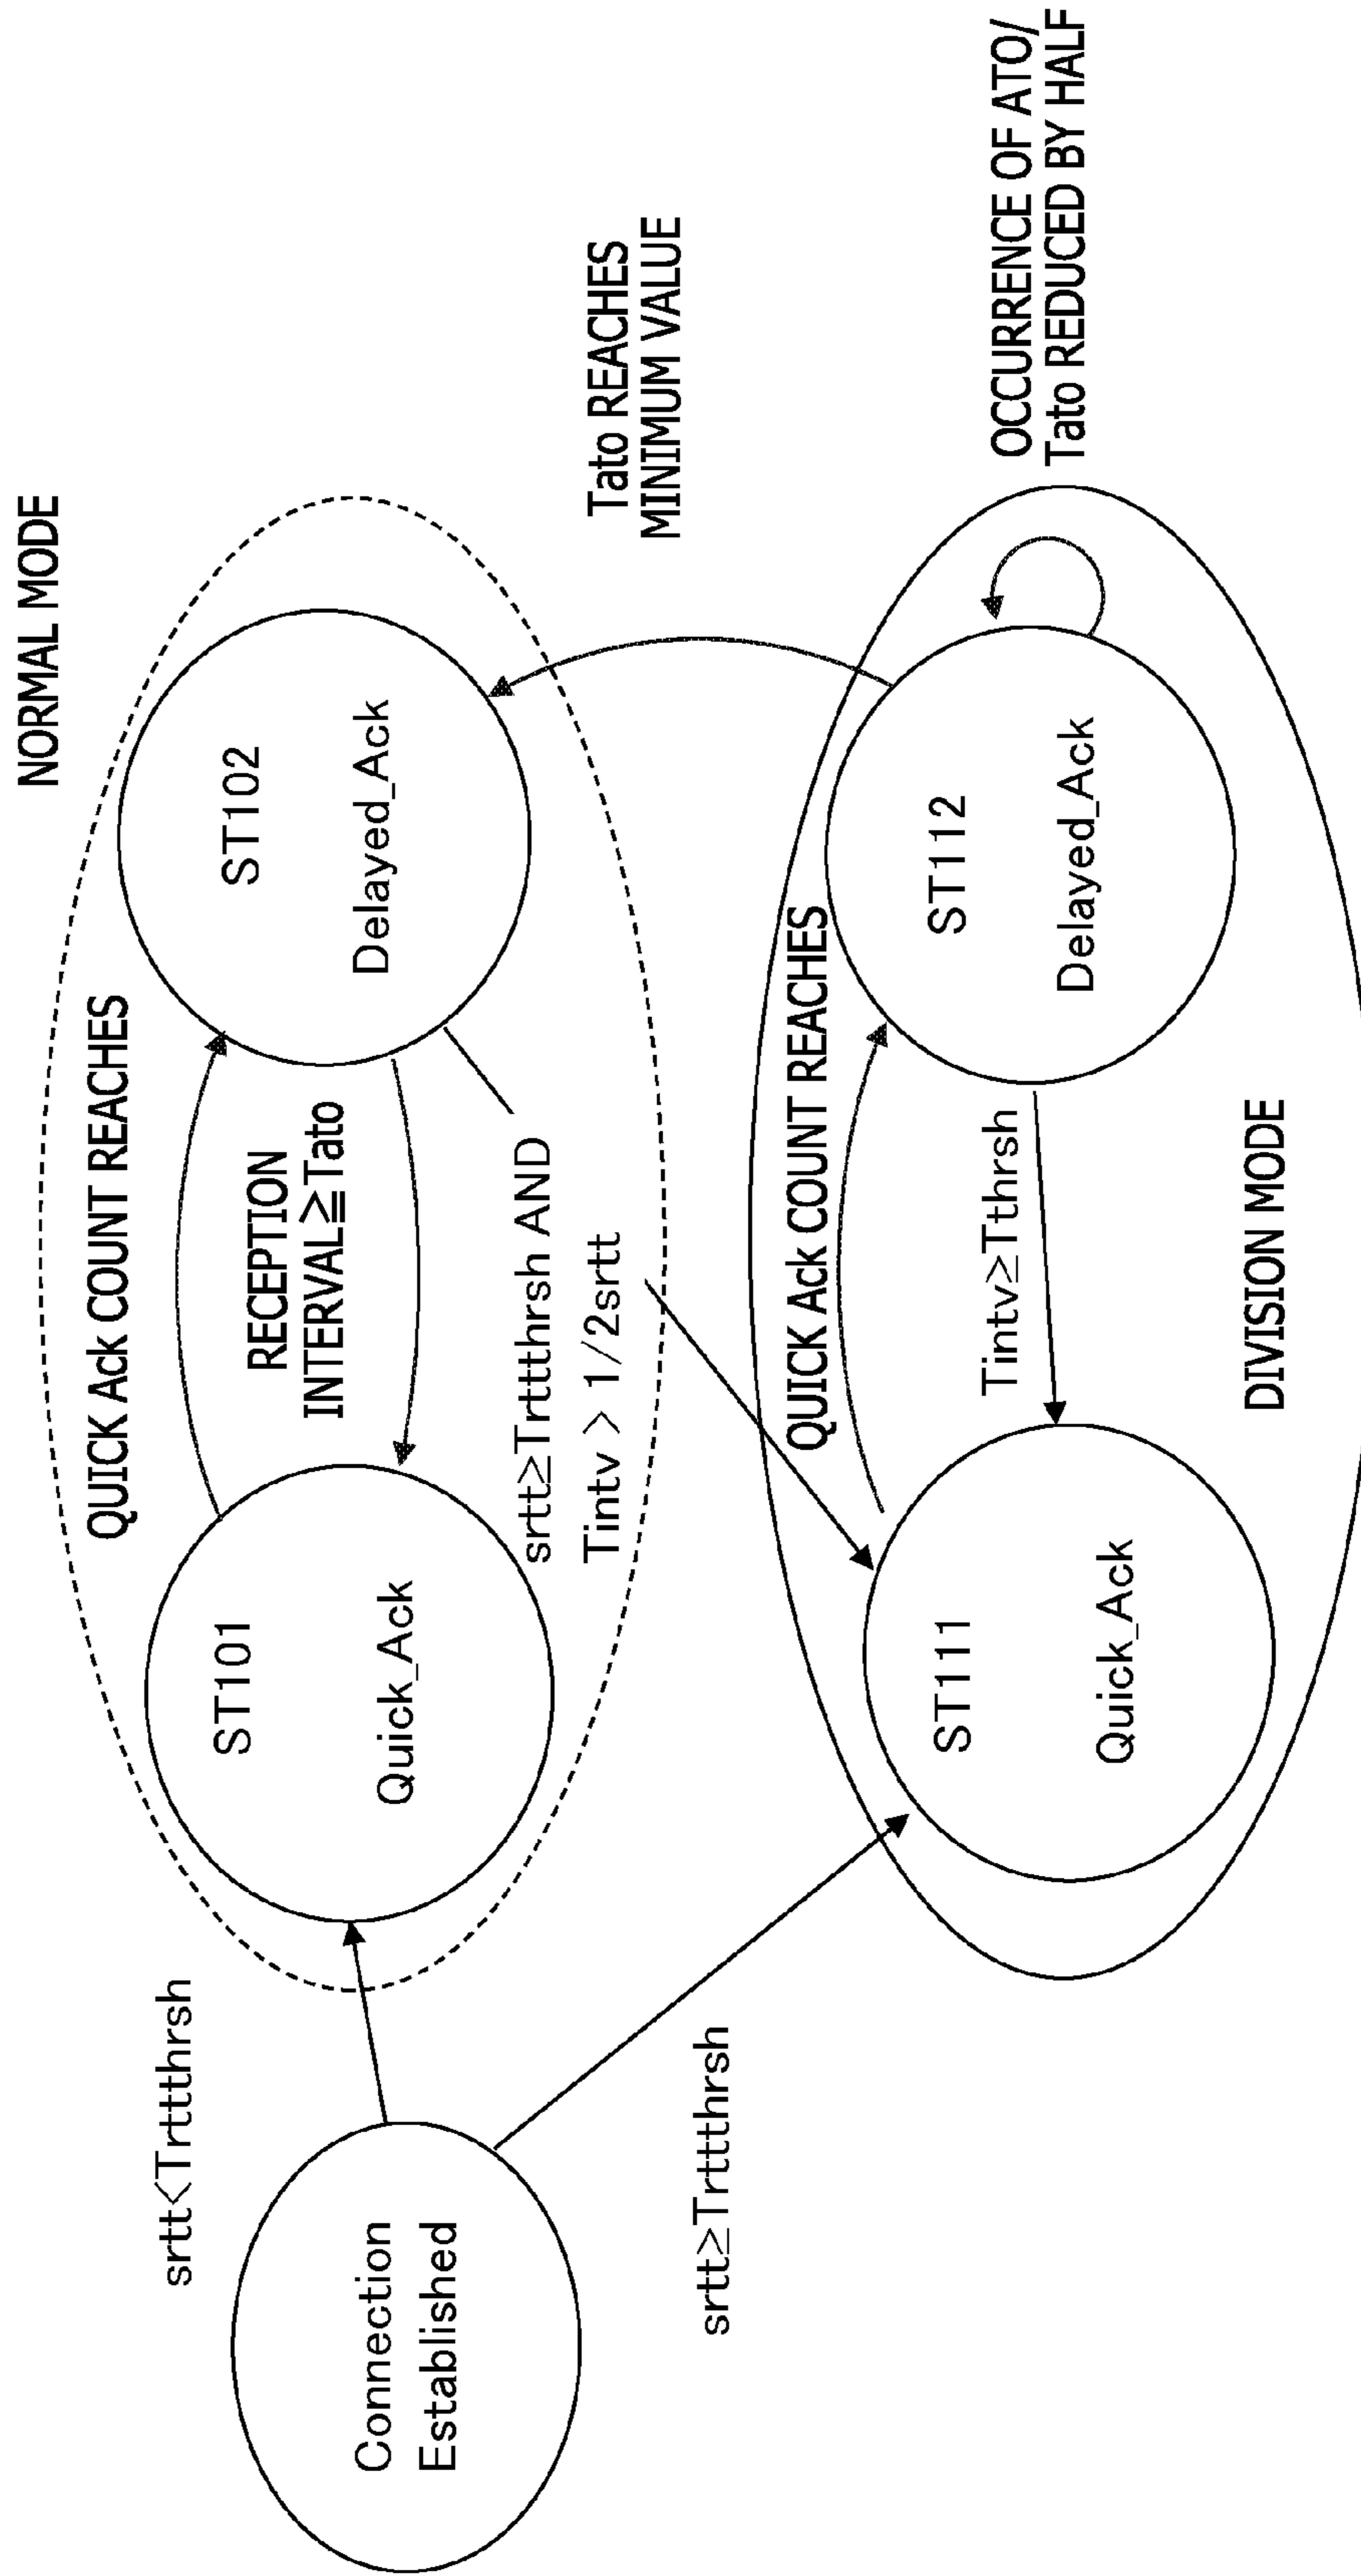 NORMAL MODE
QUICK Ack COUNT REACHES
srtt<Trttthrsh
ST101
Quick_Ack
RECEPTION
INTERVAL≧Tato
ST102
Delayed_Ack
Connection
Established
srtt≥Trttthrsh AND
Tintv > 1/2srtt
Tato REACHES
MINIMUM VALUE
srtt≥Trttthrsh
QUICK Ack COUNT REACHES
ST111
Quick_Ack
Tintv≥Tthrsh
ST112
Delayed_Ack
OCCURRENCE OF ATO/
Tato REDUCED BY HALF
DIVISION MODE